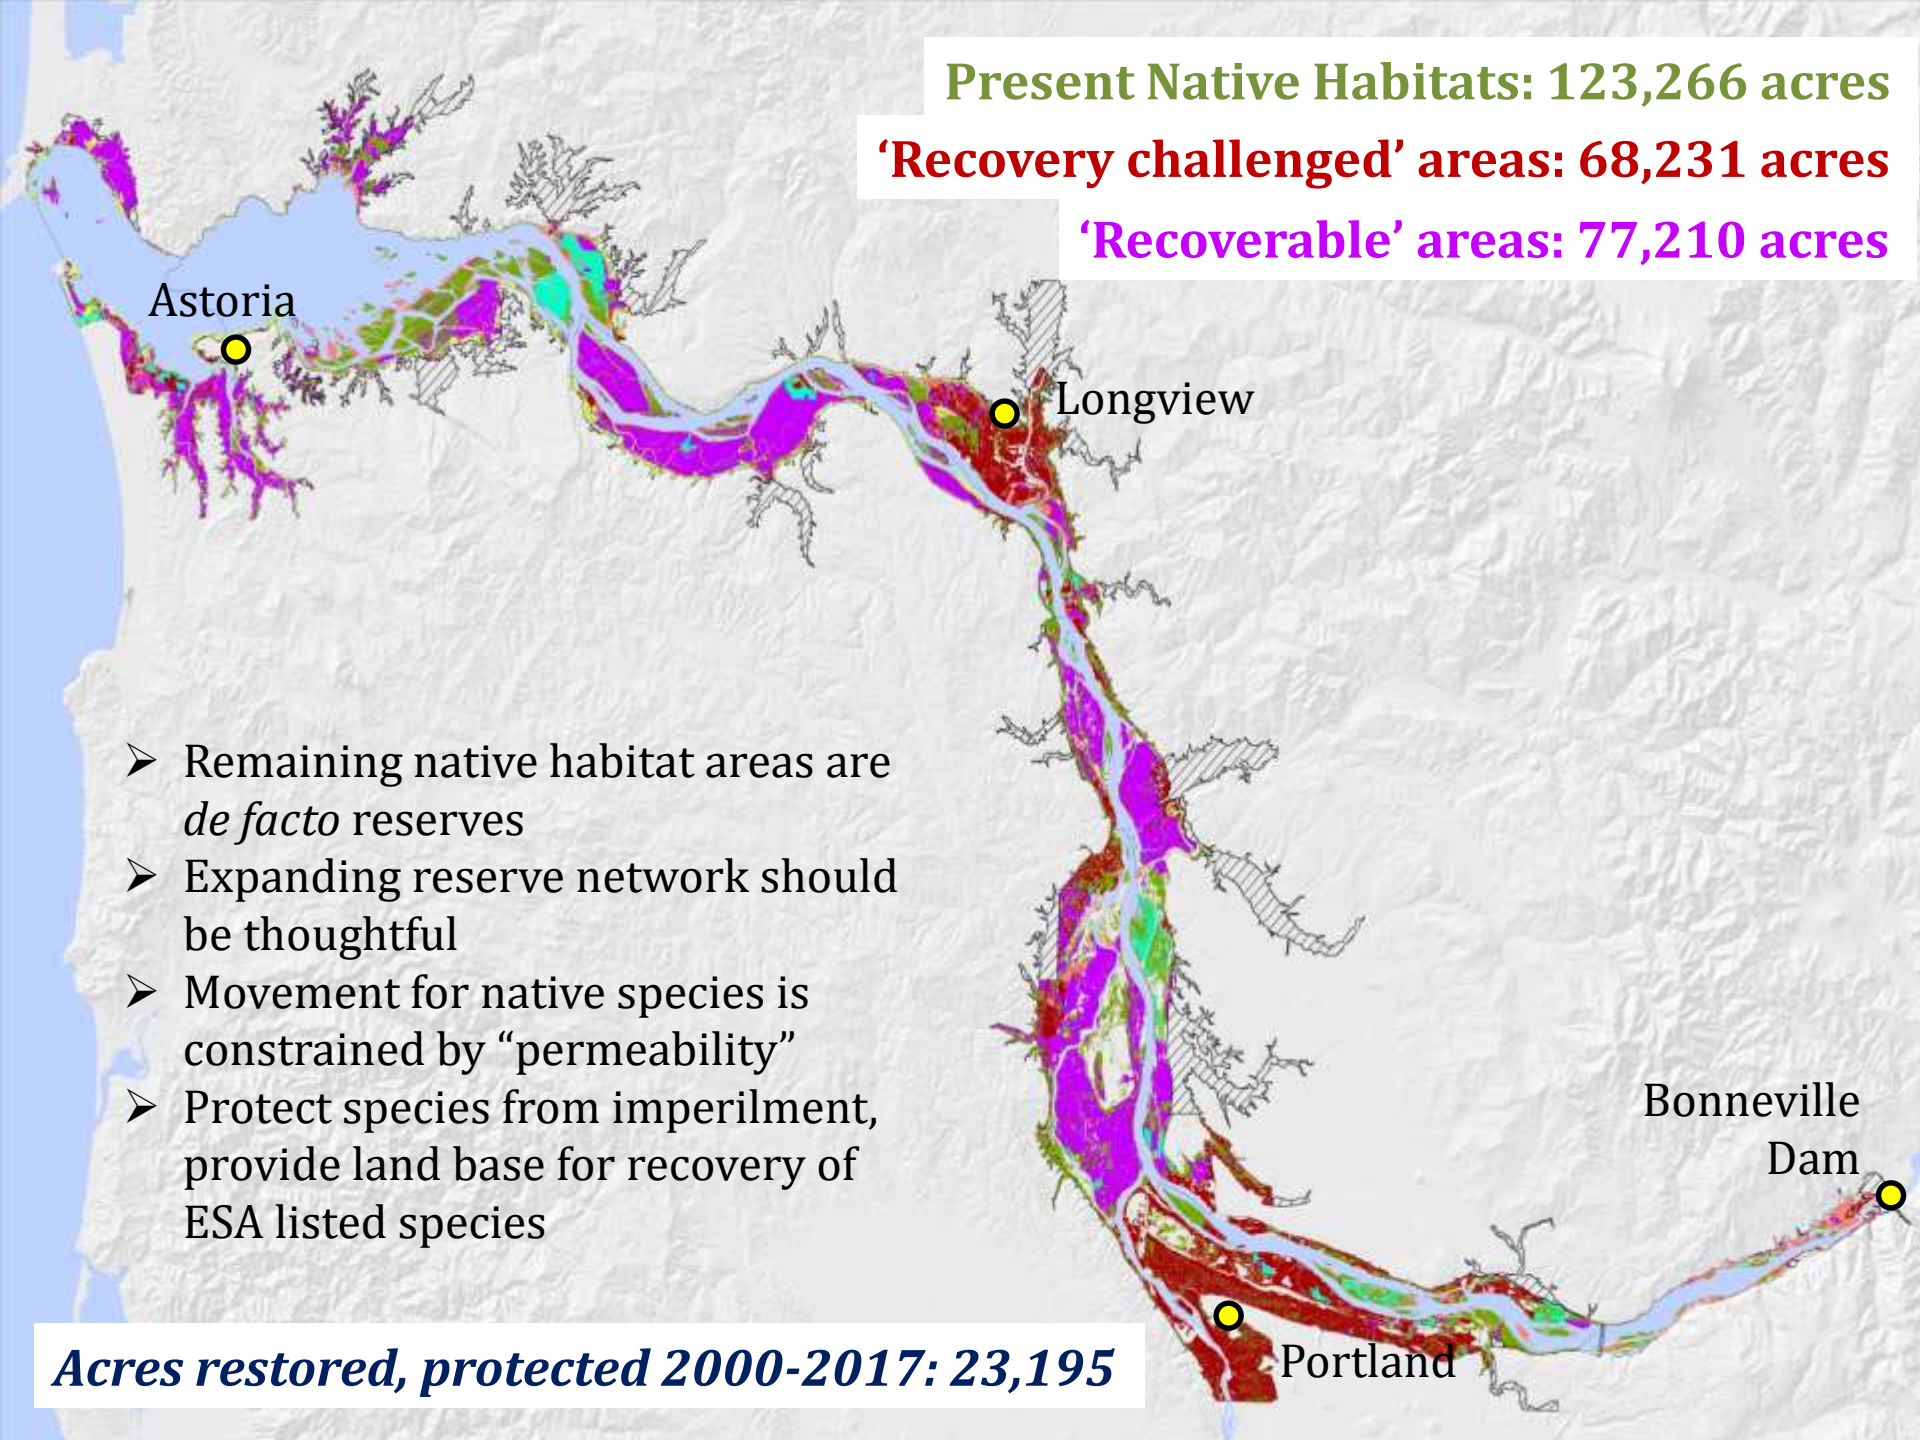 Present Native Habitats: 123,266 acres
‘Recovery challenged’ areas: 68,231 acres
‘Recoverable’ areas: 77,210 acres
Astoria
Longview
➢ Remaining native habitat areas are
de facto reserves
➢ Expanding reserve network should
be thoughtful
➢ Movement for native species is
constrained by “permeability”
➢ Protect species from imperilment,
provide land base for recovery of
ESA listed species
Bonneville
Dam
Portland
Acres restored, protected 2000-2017: 23,195